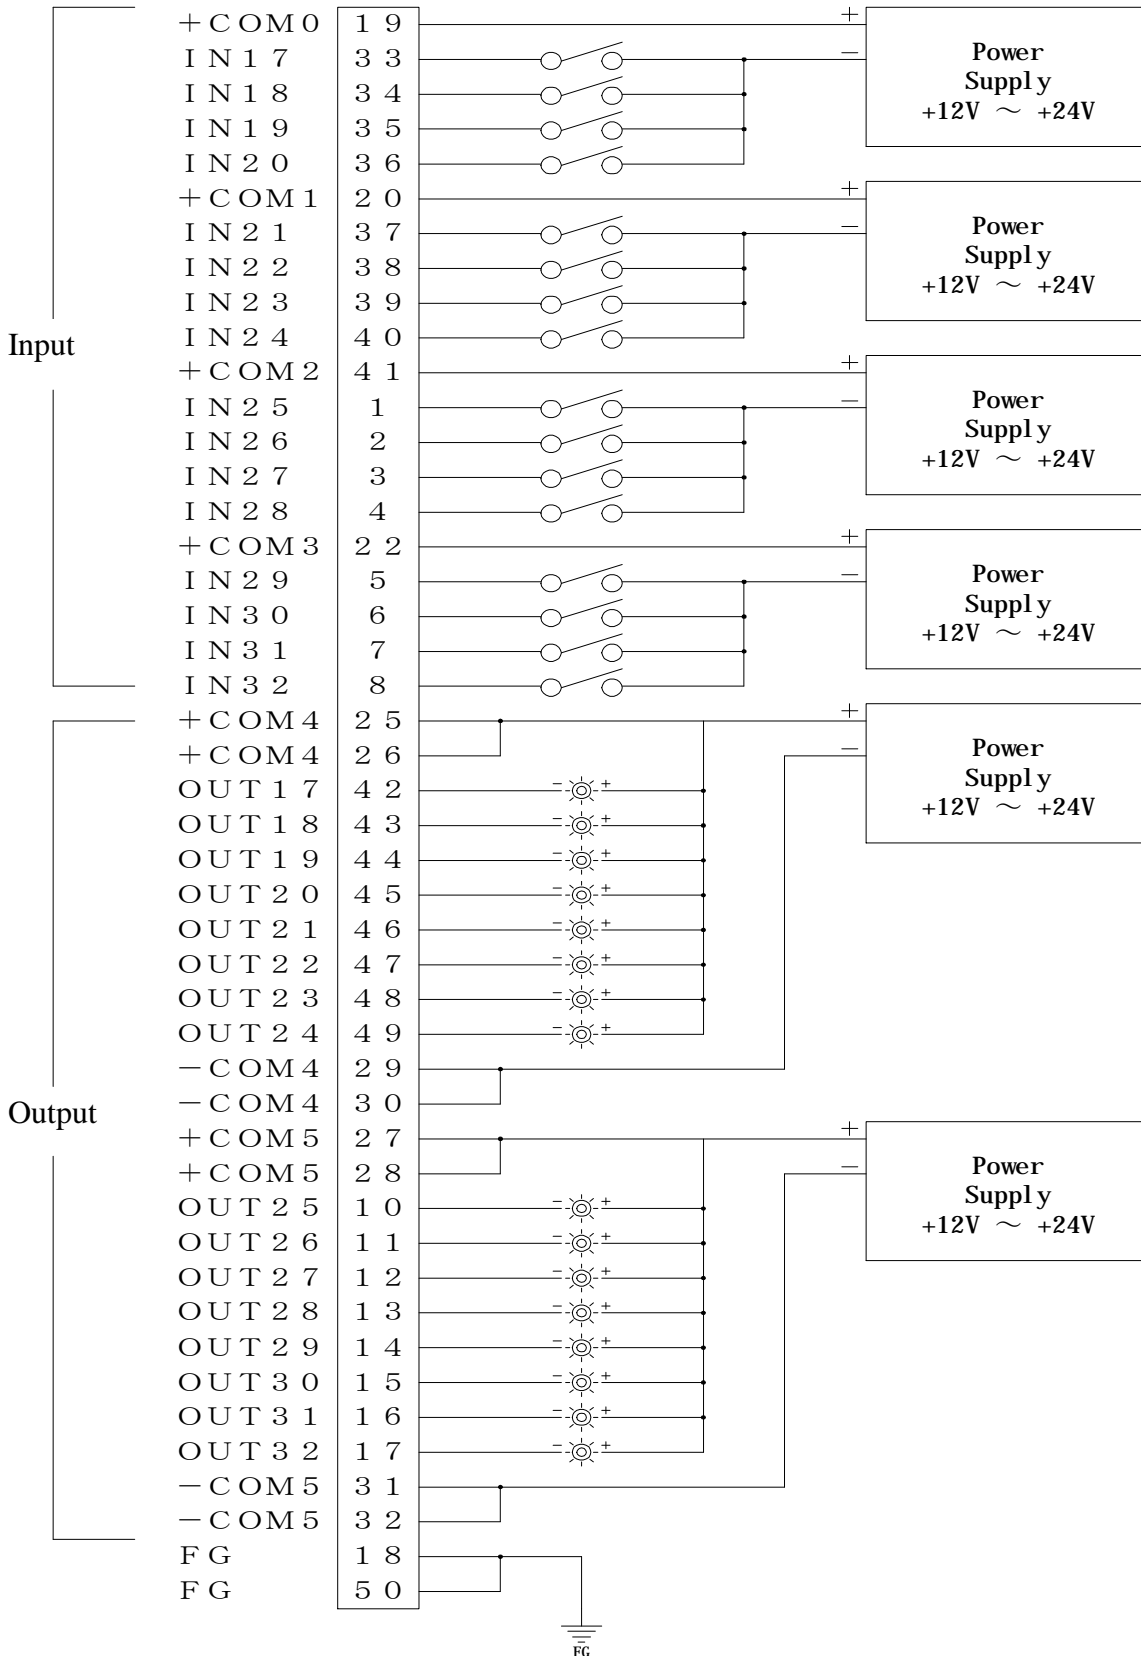 +COM0 19 +
IN17 33 − Power
IN18 34 Supply
IN19 35 +12V ～ +24V
IN20 36
+COM1 20 +
IN21 37 − Power
IN22 38 Supply
IN23 39 +12V ～ +24V
IN24 40
Input
+COM2 41 +
IN25 1 − Power
IN26 2 Supply
IN27 3 +12V ～ +24V
IN28 4
+COM3 22 +
IN29 5 − Power
IN30 6 Supply
IN31 7 +12V ～ +24V
IN32 8
+COM4 25 +
+COM4 26 − Power
Supply
OUT17 42 - +
+12V ～ +24V
OUT18 43 - +
OUT19 44 - +
OUT20 45 - +
OUT21 46 - +
OUT22 47 - +
OUT23 48 - +
OUT24 49 - +
−COM4 29
−COM4 30
Output
+COM5 27 +
+COM5 28 − Power
Supply
OUT25 10 - +
+12V ～ +24V
OUT26 11 - +
OUT27 12 - +
OUT28 13 - +
OUT29 14 - +
OUT30 15 - +
OUT31 16 - +
OUT32 17 - +
−COM5 31
−COM5 32
FG 18
FG 50
FG